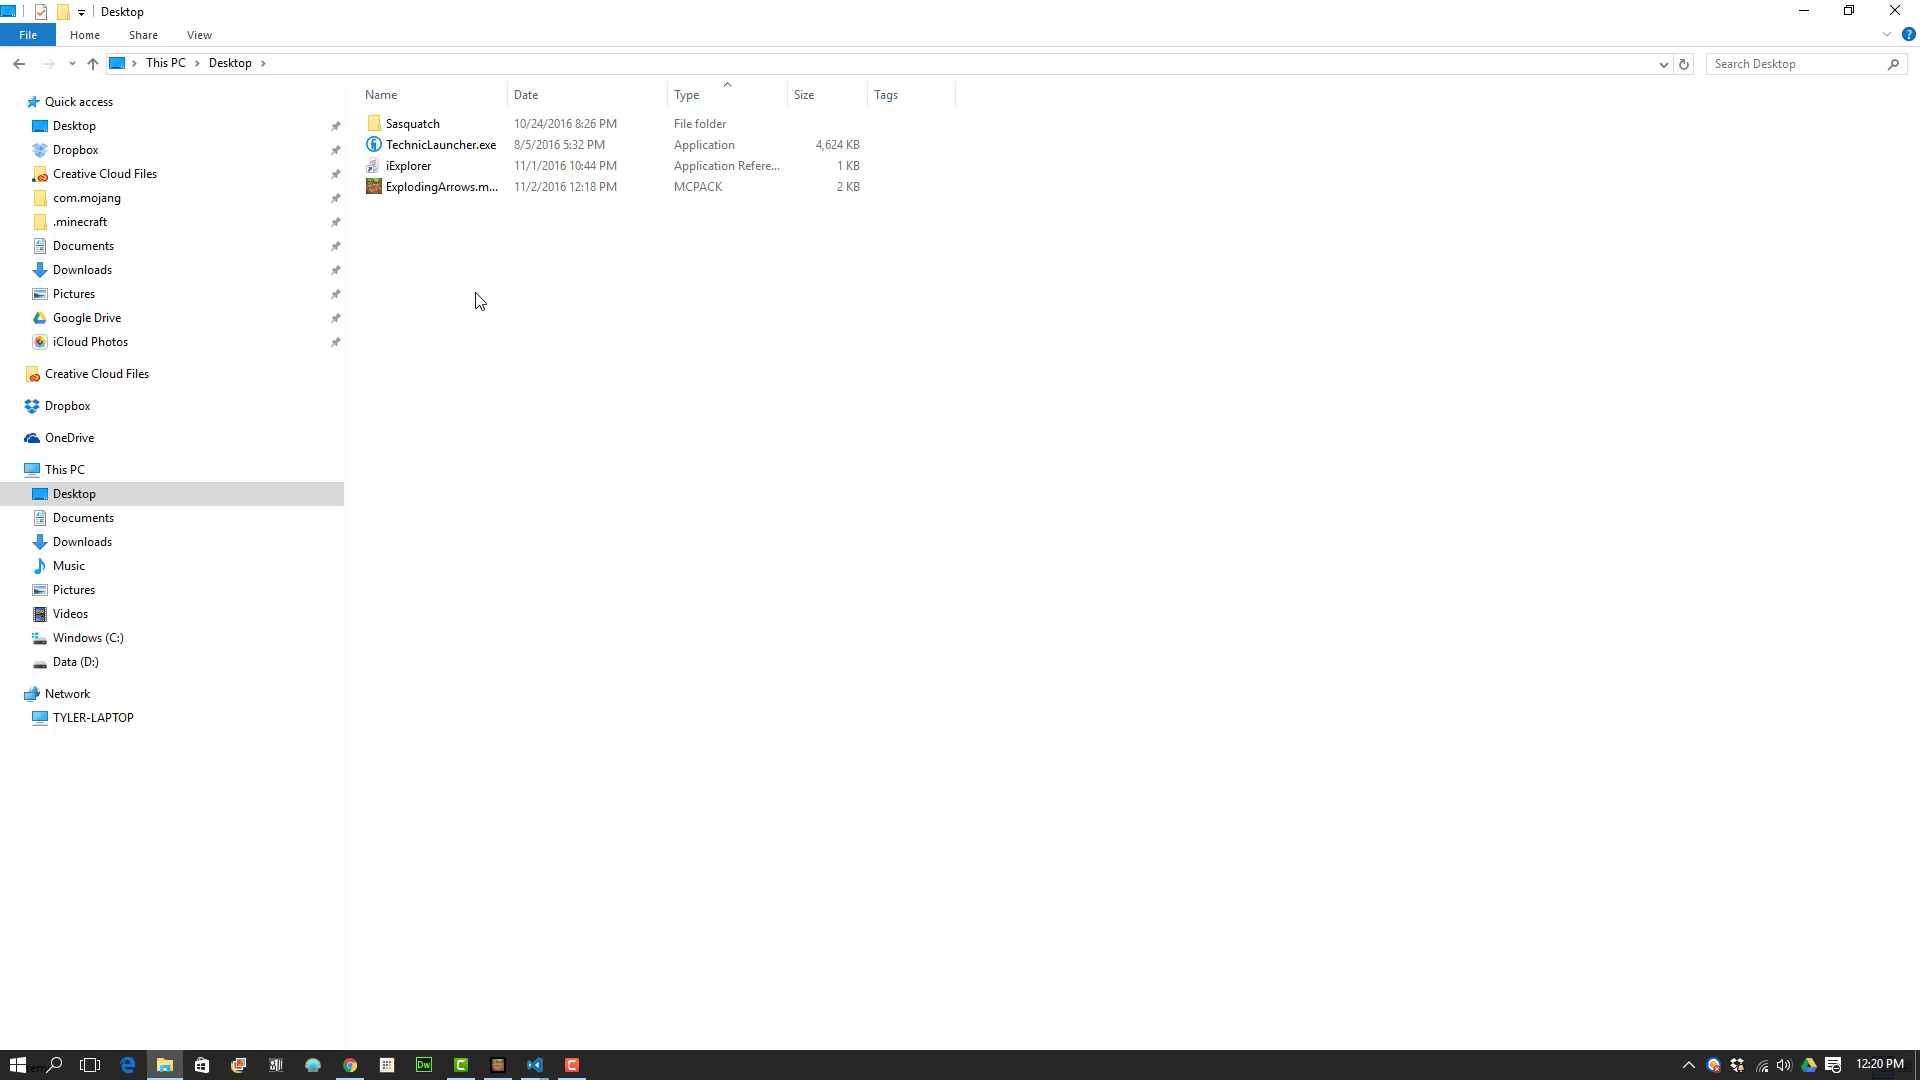 Desktop
File Home Share View
This PC Desktop Search Desktop
Name Date Type Size Tags
Sasquatch 10/24/2016 8:26 PM File folder
TechnicLauncher.exe 8/5/2016 5:32 PM Application 4,624 KB
iExplorer 11/1/2016 10:44 PM Application Refere... 1 KB
ExplodingArrows.m... 11/2/2016 12:18 PM MCPACK 2 KB
Quick access
Desktop
Dropbox
Creative Cloud Files
com.mojang
.minecraft
Documents
Downloads
Pictures
Google Drive
iCloud Photos
Creative Cloud Files
Dropbox
OneDrive
This PC
Desktop
Documents
Downloads
Music
Pictures
Videos
Windows (C:)
Data (D:)
Network
TYLER-LAPTOP
Dw
12:20 PM